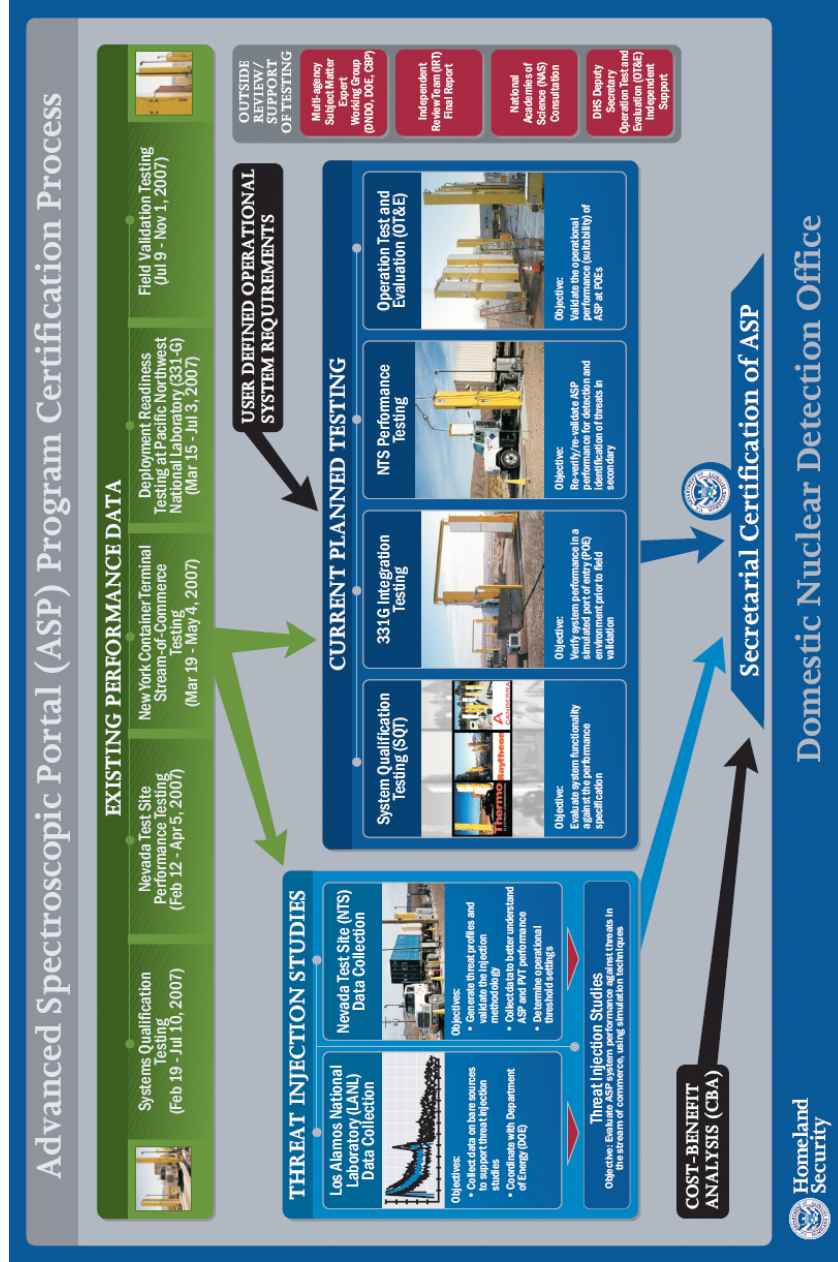 Advanced Spectroscopic Portal (ASP) Program Certification Process
EXISTING PERFORMANCE DATA
Systems Qualification
Testing
(Feb 19 - Jul 10, 2007)
Nevada Test Site
Performance Testing
(Feb 12 - Apr 5, 2007)
New York Container Terminal
Stream-of-Commerce
Testing
(Mar 19 - May 4, 2007)
Deployment Readiness
Testing at Pacific Northwest
National Laboratory (331-G)
(Mar 15 - Jul 3, 2007)
Field Validation Testing
(Jul 9 - Nov 1, 2007)
THREAT INJECTION STUDIES
Los Alamos National
Laboratory (LANL)
Data Collection
Objectives:
• Collect data on bare sources
to support threat injection
studies
• Coordinate with Department
of Energy (DOE)
Nevada Test Site (NTS)
Data Collection
Objectives:
• Generate threat profiles and
validate the injection
methodology
• Collect data to better understand
ASP and PVT performance
• Determine operational
threshold settings
Threat Injection Studies
Objective: Evaluate ASP system performance against threats in
the stream of commerce, using simulation techniques
USER DEFINED OPERATIONAL
SYSTEM REQUIREMENTS
CURRENT PLANNED TESTING
System Qualification
Testing (SQT)
Thermo
Raytheon
CANBERRA
Objective:
Evaluate system functionality
against the performance
specification
331G Integration
Testing
Objective:
Verify system performance in a
simulated port of entry (POE)
environment prior to field
validation
NTS Performance
Testing
Objective:
Re-verify/re-validate ASP
performance for detection and
identification of threats in
secondary
Operation Test and
Evaluation (OT&E)
Objective:
Validate the operational
performance (suitability) of
ASP at POEs
OUTSIDE
REVIEW/
SUPPORT
OF TESTING
Multi-agency
Subject Matter
Expert
Working Group
(DNDO, DOE, CBP)
Independent
Review Team (IRT)
Final Report
National
Academies of
Science (NAS)
Consultation
DHS Deputy
Secretary
Operation Test and
Evaluation (OT&E)
Independent
Support
COST-BENEFIT
ANALYSIS (CBA)
Secretarial Certification of ASP
Homeland
Security
Domestic Nuclear Detection Office